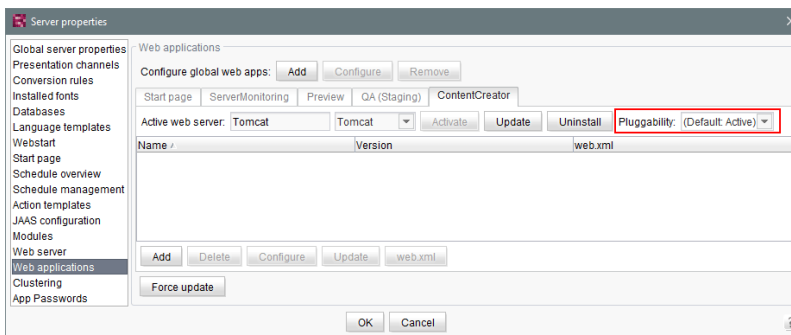 Server properties
Global server properties
Presentation channels
Conversion rules
Installed fonts
Databases
Language templates
Webstart
Start page
Schedule overview
Schedule management
Action templates
JAAS configuration
Modules
Web server
Web applications
Clustering
App Passwords
Web applications
Configure global web apps: Add Configure Remove
Start page ServerMonitoring Preview QA (Staging) ContentCreator
Active web server: Tomcat Tomcat Activate Update Uninstall Pluggability: (Default: Active)
Name Version web.xml
Add Delete Configure Update web.xml
Force update
OK Cancel